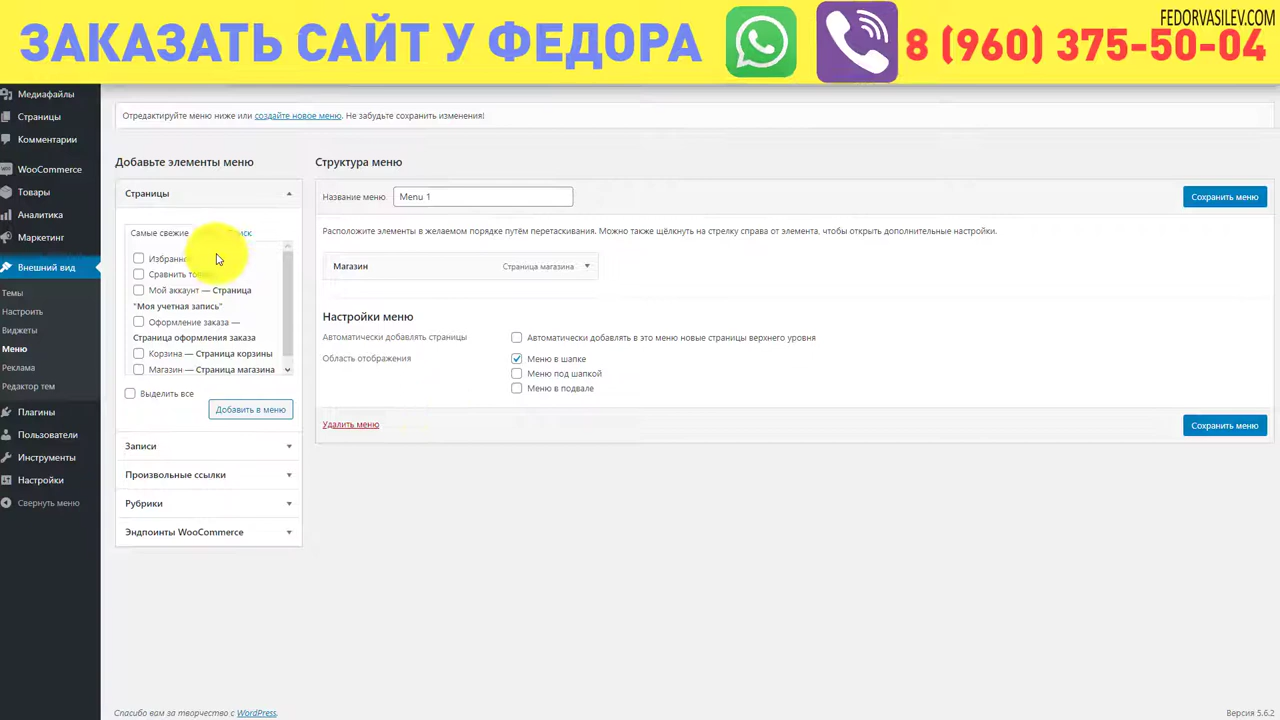 FEDORVASILEV.COM
ЗАКАЗАТЬ САЙТ У ФЕДОРА
8 (960) 375-50-04
Медиафайлы
Страницы
Комментарии
WooCommerce
Товары
Аналитика
Маркетинг
Внешний вид
Темы
Настроить
Виджеты
Меню
Реклама
Редактор тем
Плагины
Пользователи
Инструменты
Настройки
Свернуть меню
Отредактируйте меню ниже или создайте новое меню. Не забудьте сохранить изменения!
Добавьте элементы меню
Страницы
Самые свежие
Избранн
Сравнить
Мой аккаунт — Страница
"Моя учетная запись"
Оформление заказа —
Страница оформления заказа
Корзина — Страница корзины
Магазин — Страница магазина
Выделить все
Добавить в меню
Записи
Произвольные ссылки
Рубрики
Эндпоинты WooCommerce
Структура меню
Название меню Menu 1
Сохранить меню
Расположите элементы в желаемом порядке путём перетаскивания. Можно также щёлкнуть на стрелку справа от элемента, чтобы открыть дополнительные настройки.
Магазин Страница магазина
Настройки меню
Автоматически добавлять страницы Автоматически добавлять в это меню новые страницы верхнего уровня
Область отображения Меню в шапке
Меню под шапкой
Меню в подвале
Удалить меню Сохранить меню
Спасибо вам за творчество с WordPress.
Версия 5.6.2